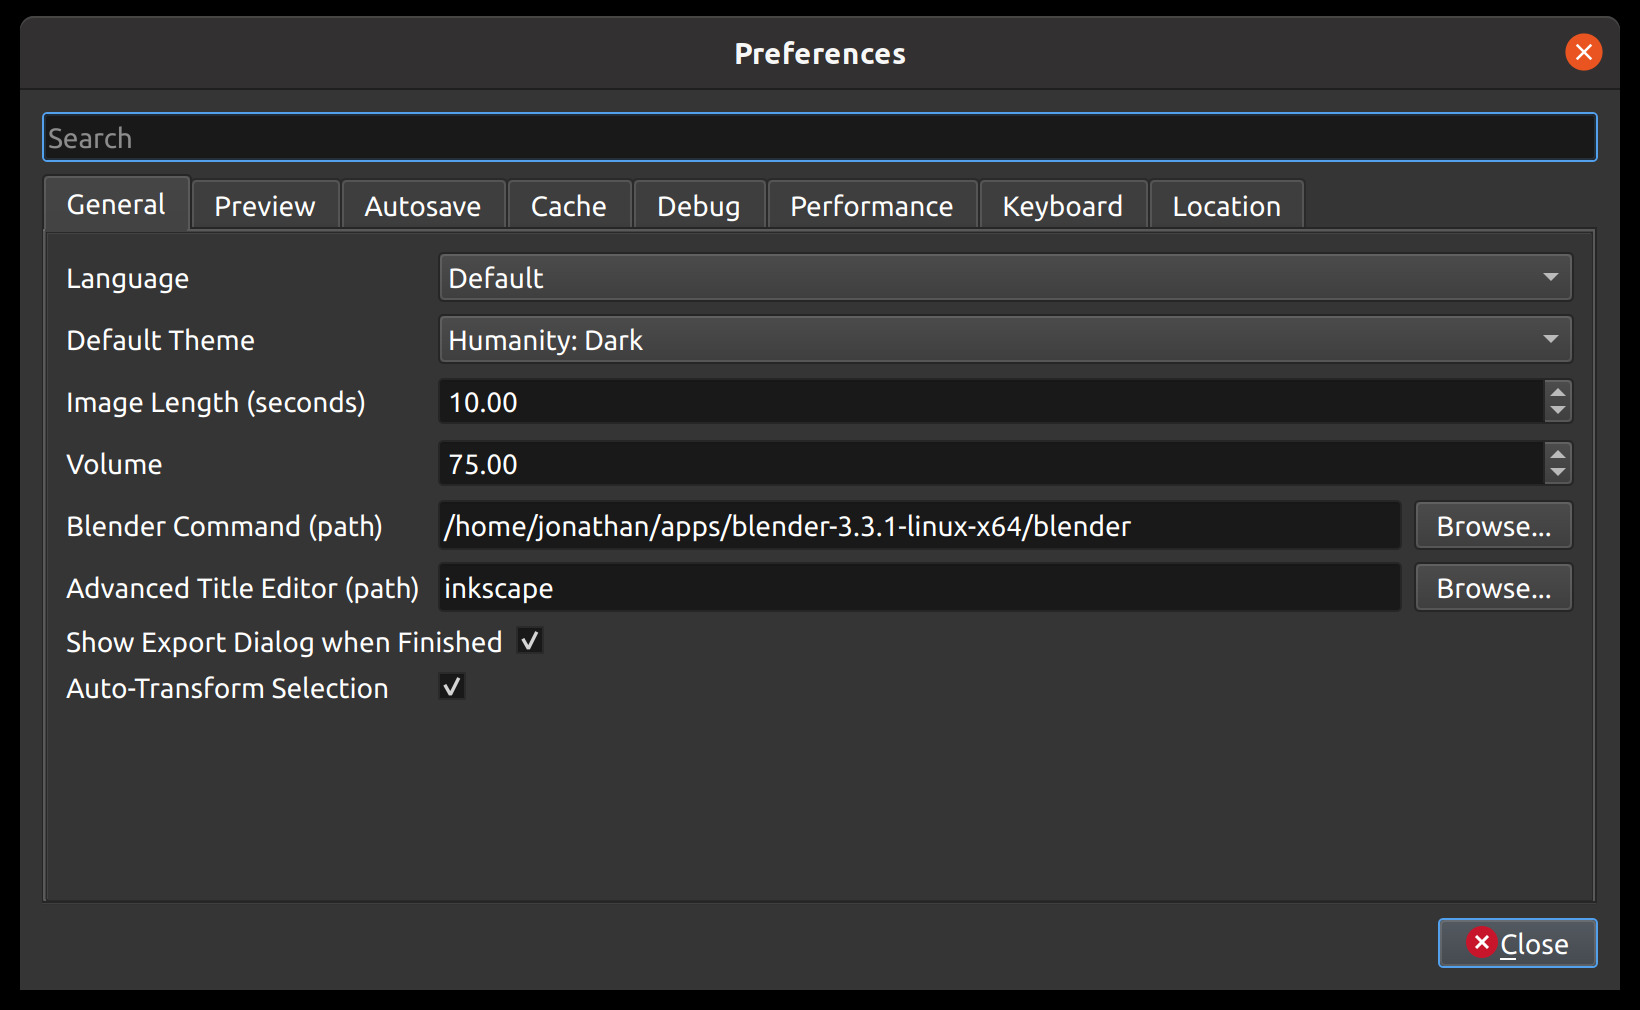 Preferences
Search
General Preview Autosave Cache Debug Performance Keyboard Location
Language Default
Default Theme Humanity: Dark
Image Length (seconds) 10.00
Volume 75.00
Blender Command (path) /home/jonathan/apps/blender-3.3.1-linux-x64/blender Browse...
Advanced Title Editor (path) inkscape Browse...
Show Export Dialog when Finished
Auto-Transform Selection
Close